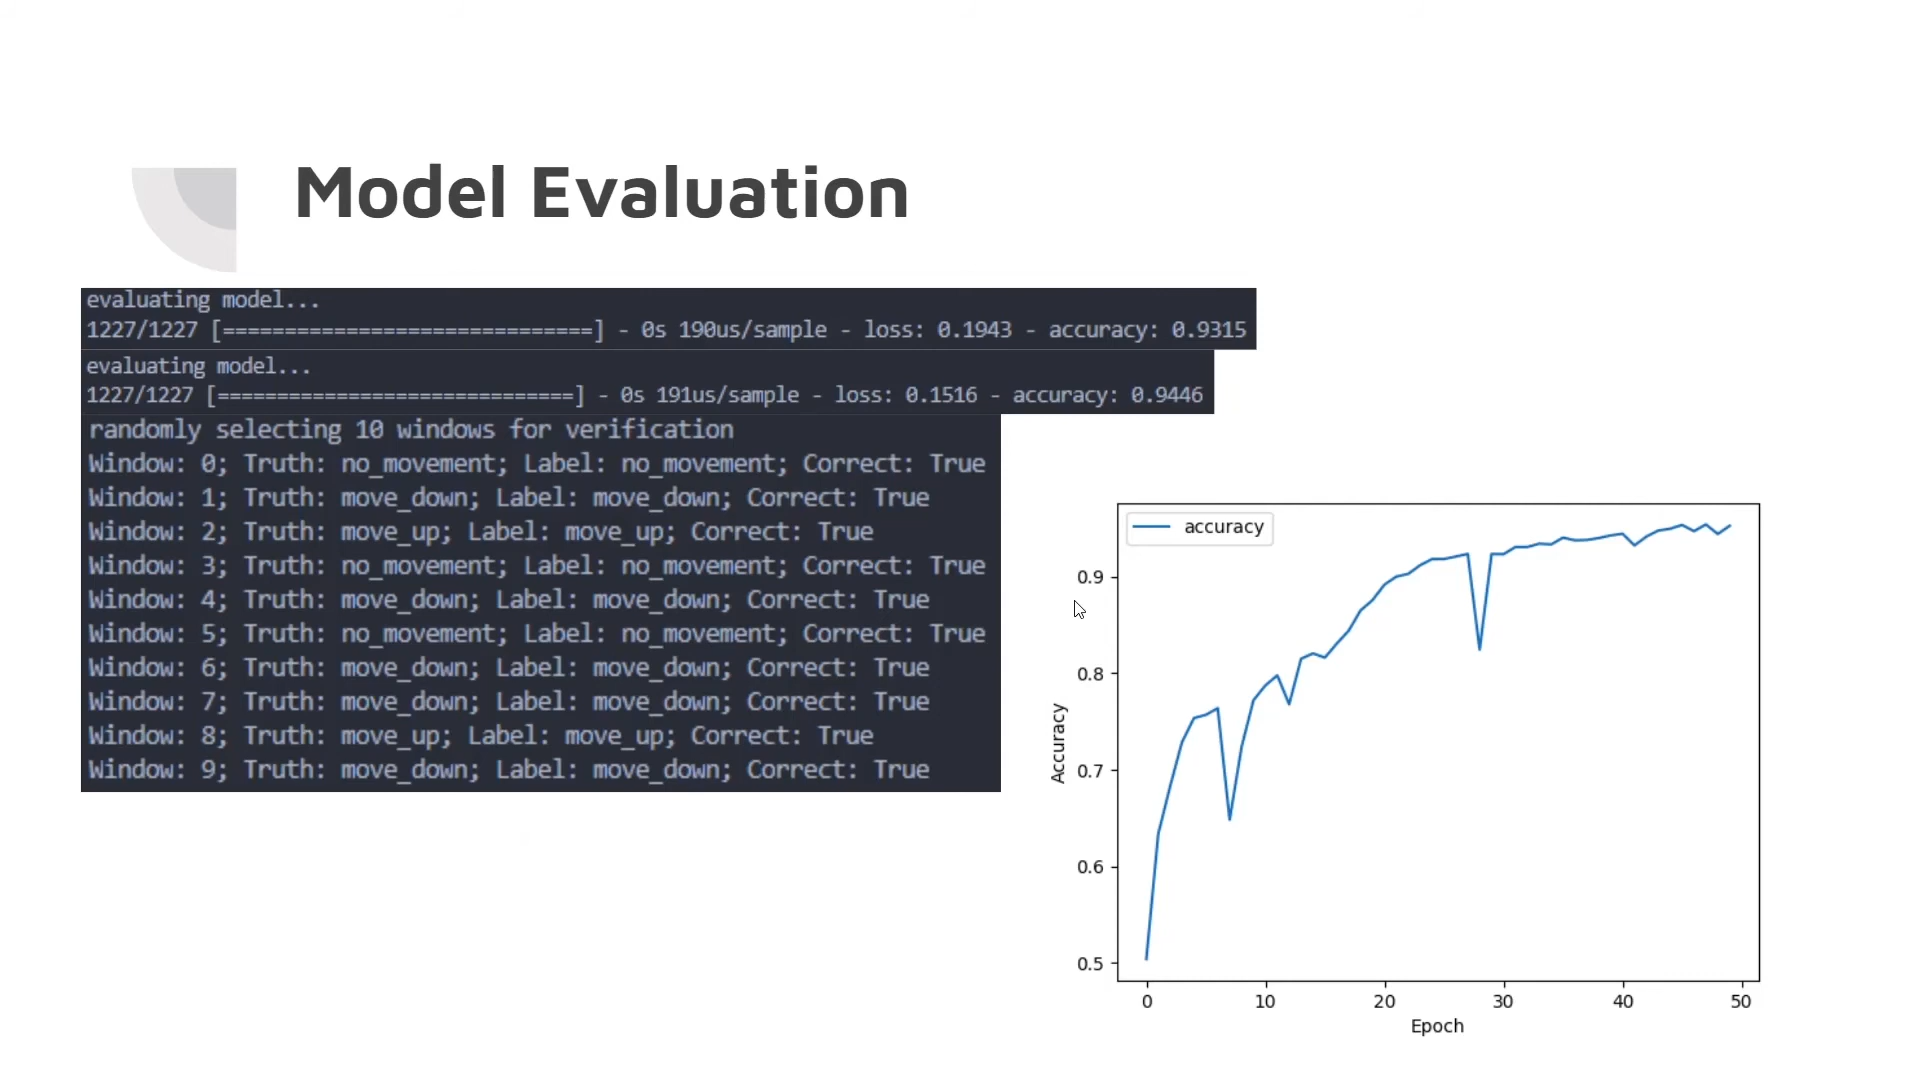 Model Evaluation
evaluating model...
1227/1227 [==============================] - 0s 190us/sample - loss: 0.1943 - accuracy: 0.9315
evaluating model...
1227/1227 [==============================] - 0s 191us/sample - loss: 0.1516 - accuracy: 0.9446
randomly selecting 10 windows for verification
Window: 0; Truth: no_movement; Label: no_movement; Correct: True
Window: 1; Truth: move_down; Label: move_down; Correct: True
Window: 2; Truth: move_up; Label: move_up; Correct: True
Window: 3; Truth: no_movement; Label: no_movement; Correct: True
Window: 4; Truth: move_down; Label: move_down; Correct: True
Window: 5; Truth: no_movement; Label: no_movement; Correct: True
Window: 6; Truth: move_down; Label: move_down; Correct: True
Window: 7; Truth: move_down; Label: move_down; Correct: True
Window: 8; Truth: move_up; Label: move_up; Correct: True
Window: 9; Truth: move_down; Label: move_down; Correct: True
accuracy
0.9
0.8
0.7
0.6
0.5
Accuracy
0 10 20 30 40 50
Epoch